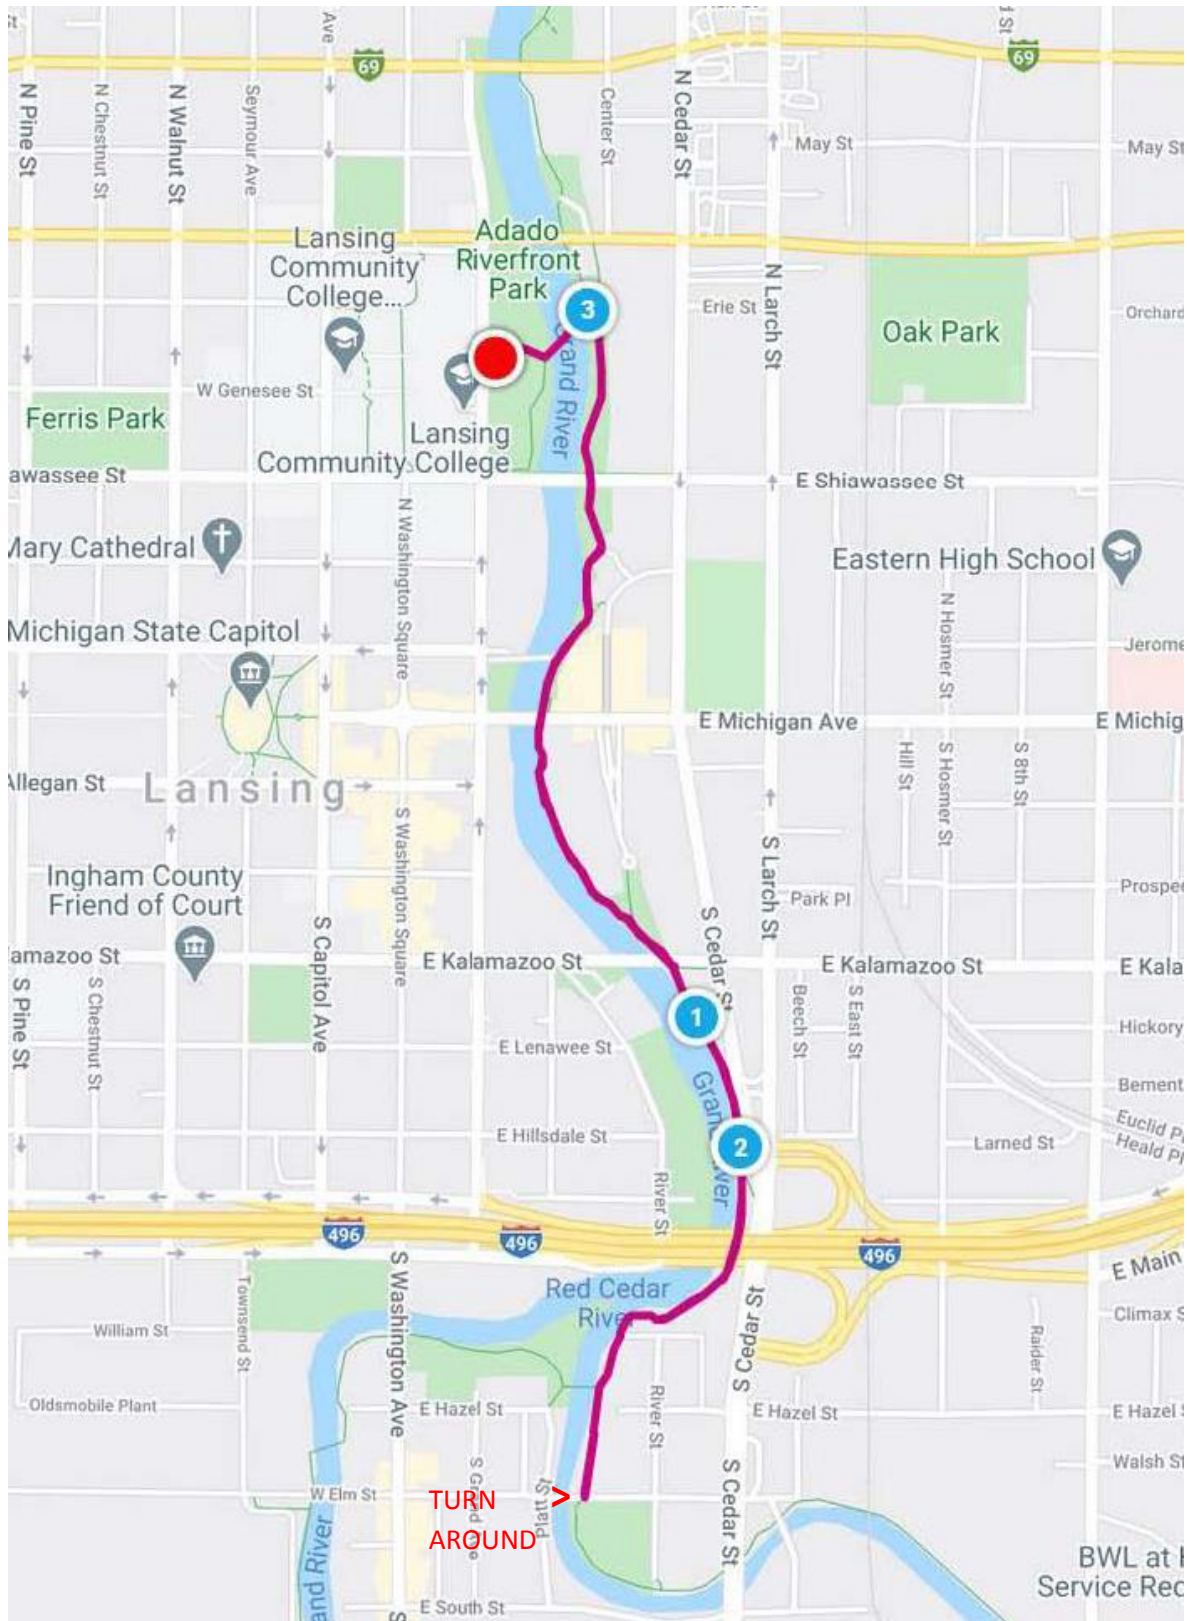 Ave
69
69
N Pine St
N Chestnut St
N Walnut St
Seymour Ave
Center St
N Cedar St
May St
May St
Lansing
Community
College...
Adado
Riverfront
Park
3
Grand River
Erie St
N Larch St
Oak Park
Orchard
W Genesee St
Ferris Park
Lansing
Community College
awassee St
E Shiawassee St
N Washington Square
Mary Cathedral
Eastern High School
N Hosmer St
Michigan State Capitol
Jerome
E Michigan Ave
E Michig
Allegan St
Lansing
Hill St
S Hosmer St
S 8th St
S Washington Square
S Larch St
Ingham County
Friend of Court
Park Pl
Prospe
S Capitol Ave
S Cedar St
amazoo St
E Kalamazoo St
E Kalamazoo St
E Kala
S Pine St
S Chestnut St
Beech St
S East St
1
Hickory
E Lenawee St
Grand River
Bement
Euclid P
E Hillsdale St
2
Larned St
Heald Pl
River St
496
496
496
S Washington Ave
E Main
Red Cedar
River
Townsend St
William St
S Cedar St
Climax S
Raider St
Oldsmobile Plant
E Hazel St
River St
E Hazel St
E Hazel S
S Grand Ave
Platt St
S Cedar St
Walsh St
W Elm St
TURN >
AROUND
and River
BWL at H
Service Rec
E South St
S